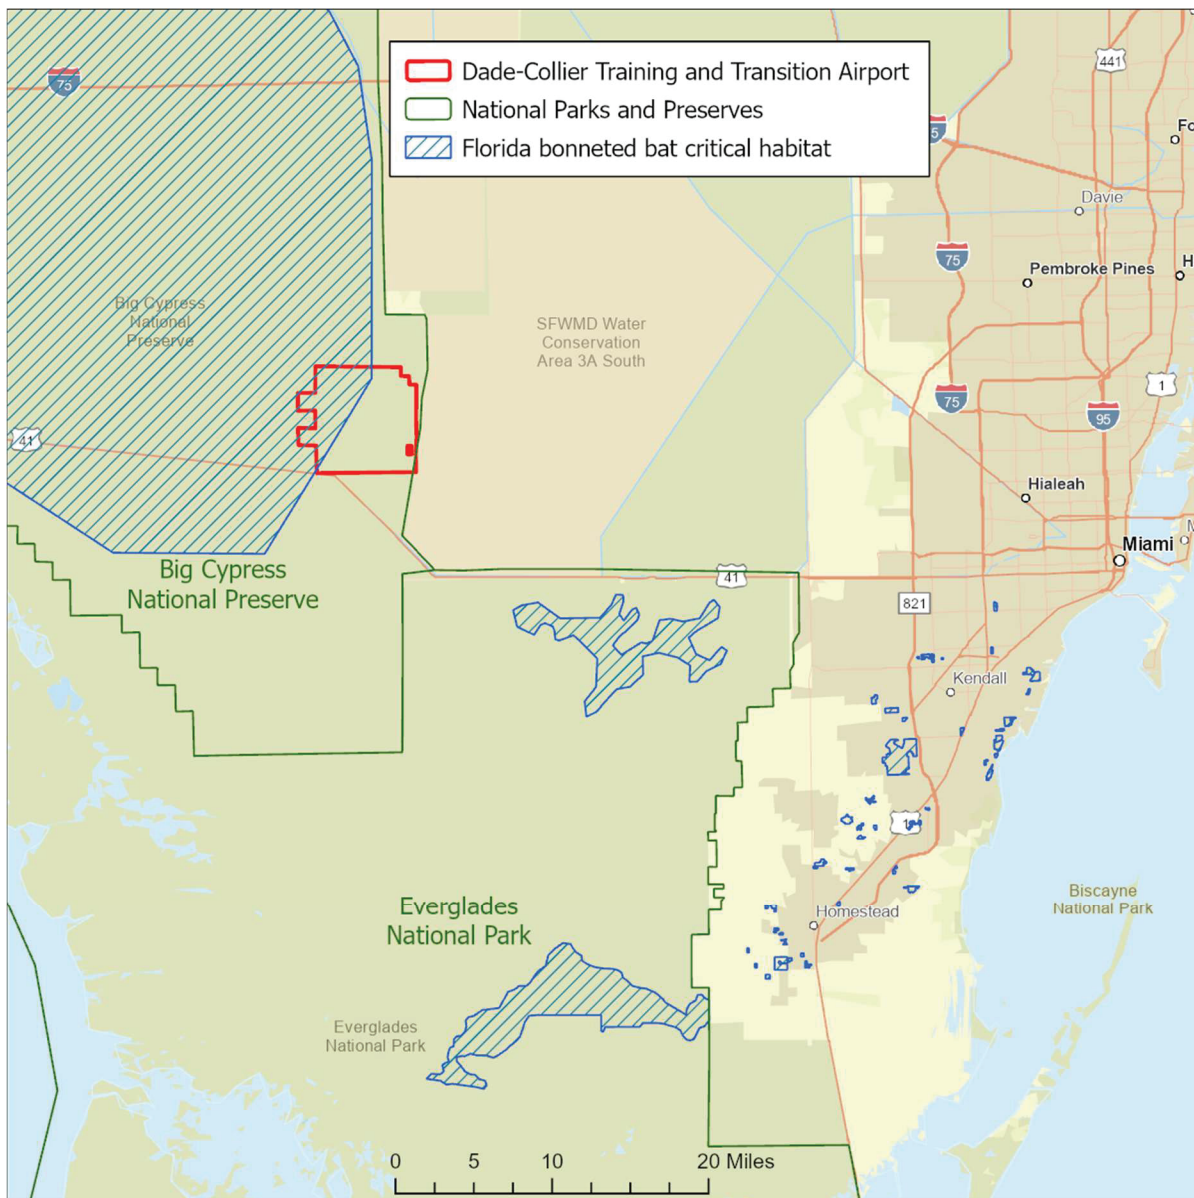 Dade-Collier Training and Transition Airport
National Parks and Preserves
Florida bonneted bat critical habitat
75
441
Fo
Davie
75
Pembroke Pines
H
Big Cypress
National
Preserve
SFWMD Water
Conservation
Area 3A South
1
75
95
41
Hialeah
Miami
M
Big Cypress
National Preserve
41
821
Kendall
1
Biscayne
National Park
Everglades
National Park
Homestead
Everglades
National Park
0
5
10
20 Miles